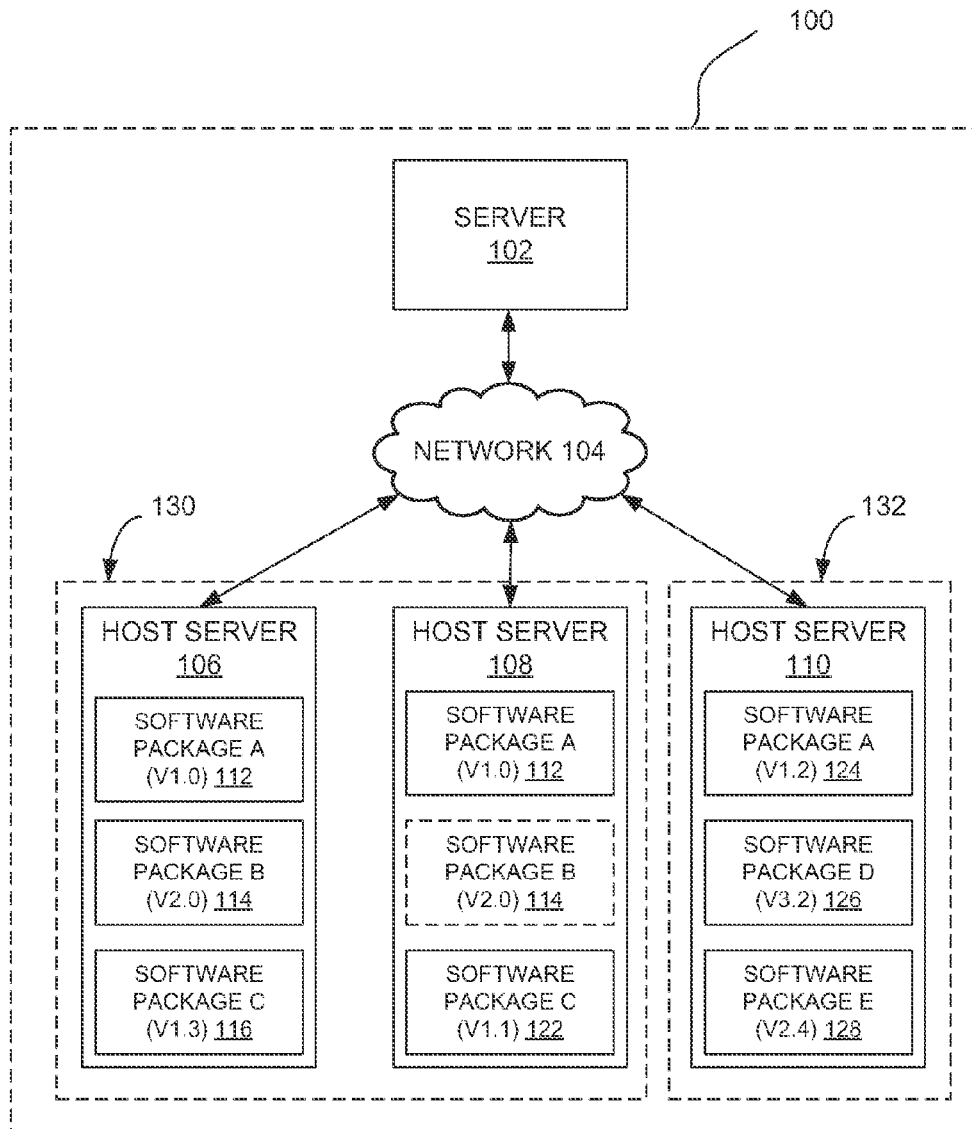 100
SERVER
102
NETWORK 104
130
132
HOST SERVER
106
SOFTWARE
PACKAGE A
(V1.0) 112
SOFTWARE
PACKAGE B
(V2.0) 114
SOFTWARE
PACKAGE C
(V1.3) 116
HOST SERVER
108
SOFTWARE
PACKAGE A
(V1.0) 112
SOFTWARE
PACKAGE B
(V2.0) 114
SOFTWARE
PACKAGE C
(V1.1) 122
HOST SERVER
110
SOFTWARE
PACKAGE A
(V1.2) 124
SOFTWARE
PACKAGE D
(V3.2) 126
SOFTWARE
PACKAGE E
(V2.4) 128